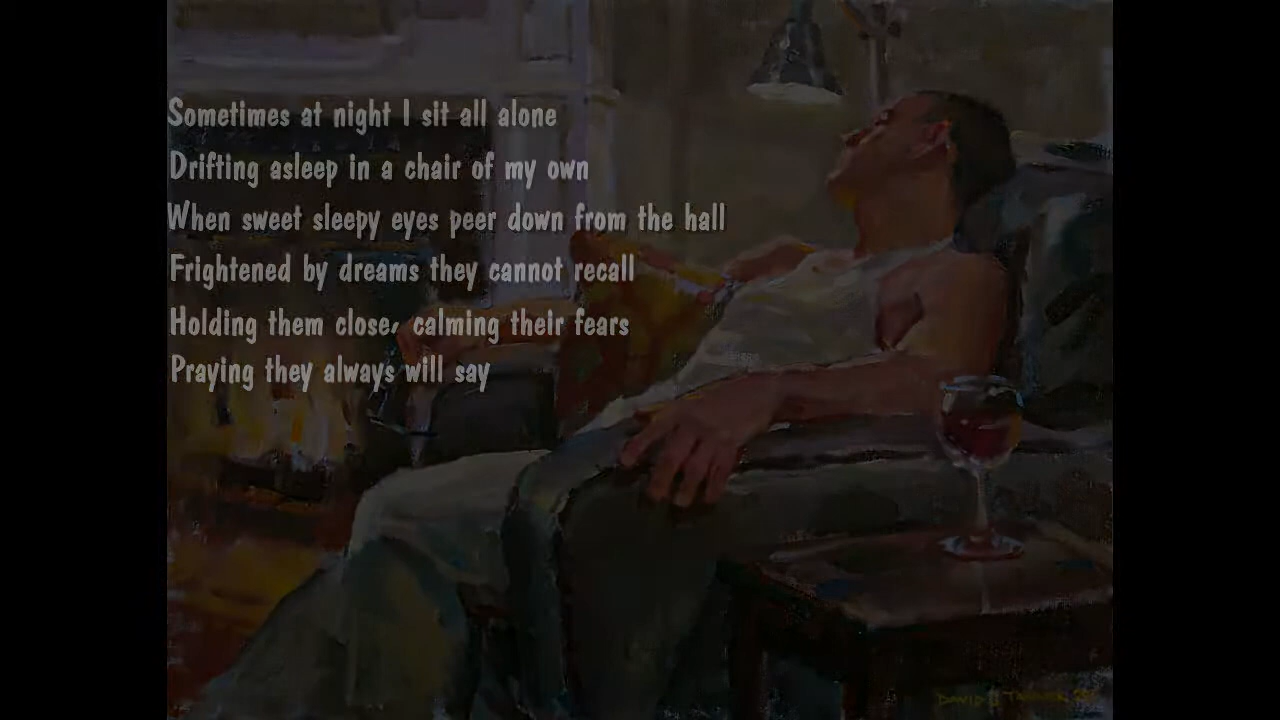 Sometimes at night I sit all alone
Drifting asleep in a chair of my own
When sweet sleepy eyes peer down from the hall
Frightened by dreams they cannot recall
Holding them close, calming their fears
Praying they always will say